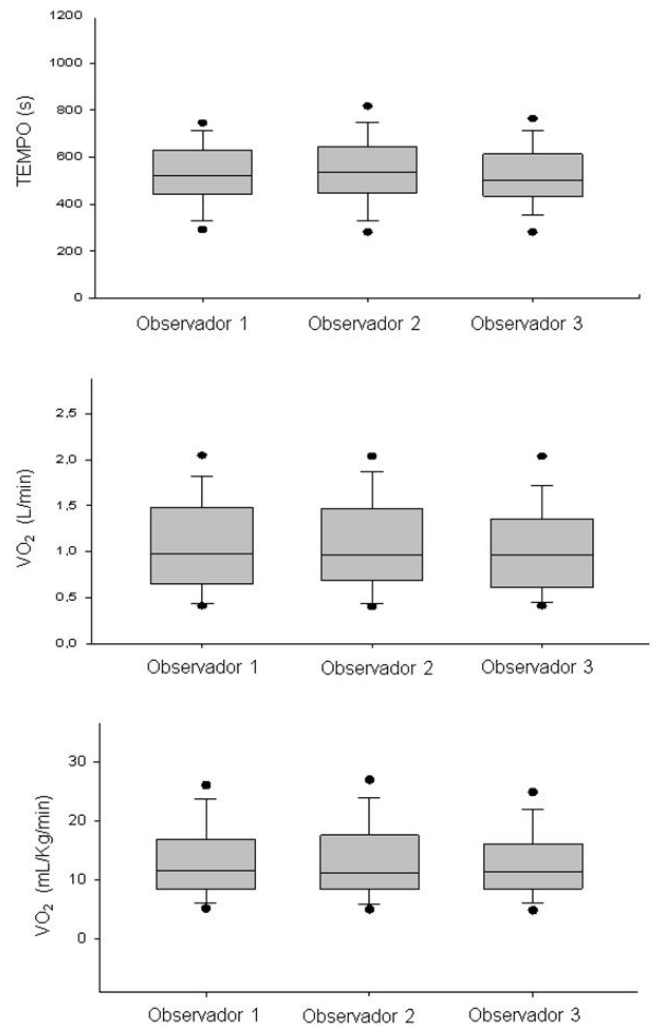 TEMPO (s)
1200
1000
800
600
400
200
0
Observador 1
Observador 2
Observador 3
VO₂ (L/min)
2,5
2,0
1,5
1,0
0,5
0,0
Observador 1
Observador 2
Observador 3
VO₂ (mL/Kg/min)
30
20
10
0
Observador 1
Observador 2
Observador 3